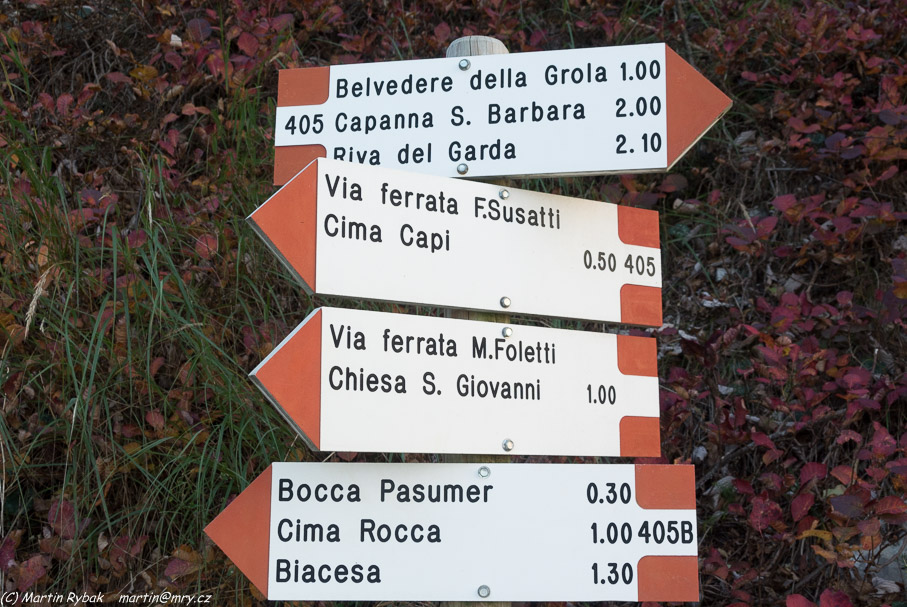 Belvedere della Grola 1.00
405 Capanna S. Barbara 2.00
Riva del Garda 2.10
Via ferrata F.Susatti
Cima Capi
0.50 405
Via ferrata M.Foletti
Chiesa S. Giovanni 1.00
Bocca Pasumer 0.30
Cima Rocca 1.00 405B
Biacesa 1.30
(C) Martin Rybak martin@mry.cz